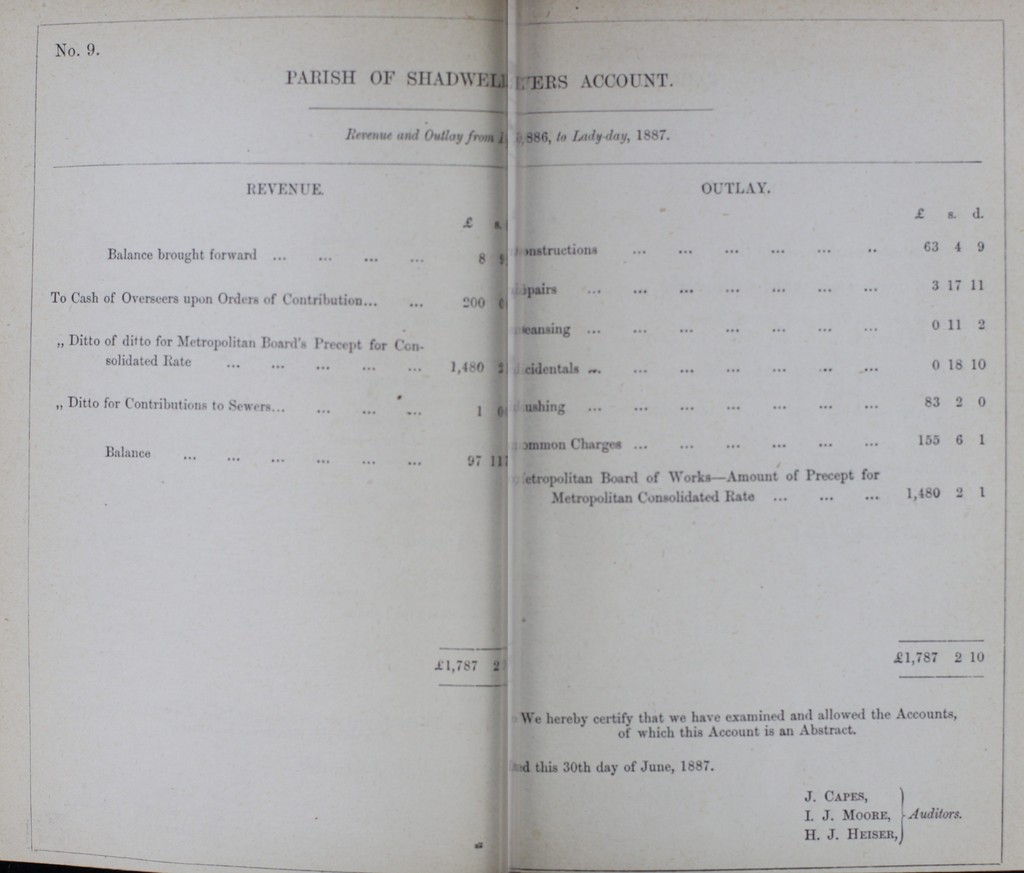 No. 9.
PARISH OF SHADWELL
Revenue and Outlay from
REVENUE.
£ s.
Balance brought forward ... ... ... ... 8
To Cash of Overseers upon Orders of Contribution... ... 200
„ Ditto of ditto for Metropolitan Board's Precept for Con-
solidated Rate ... ... ... ... ... 1,480
„ Ditto for Contributions to Sewers... ... ... ... 1
Balance ... ... ... ... ... ... 97
£1,787 2
ERS ACCOUNT.
886, to Lady-day, 1887.
OUTLAY.
£ s. d.
onstructions ... ... ... ... ... .. 63 4 9
pairs ... ... ... ... ... ... ... 3 17 11
eansing ... ... ... ... ... ... ... 0 11 2
cidentals ... ... ... ... ... ... ... 0 18 10
ushing ... ... ... ... ... ... ... 83 2 0
ommon Charges ... ... ... ... ... ... 155 6 1
etropolitan Board of Works—Amount of Precept for
Metropolitan Consolidated Rate ... ... ... 1,480 2 1
£1,787 2 10
We hereby certify that we have examined and allowed the Accounts,
of which this Account is an Abstract.
d this 30th day of June, 1887.
J. CAPES,
I. J. MOORE, Auditors.
H. J. HEISER,